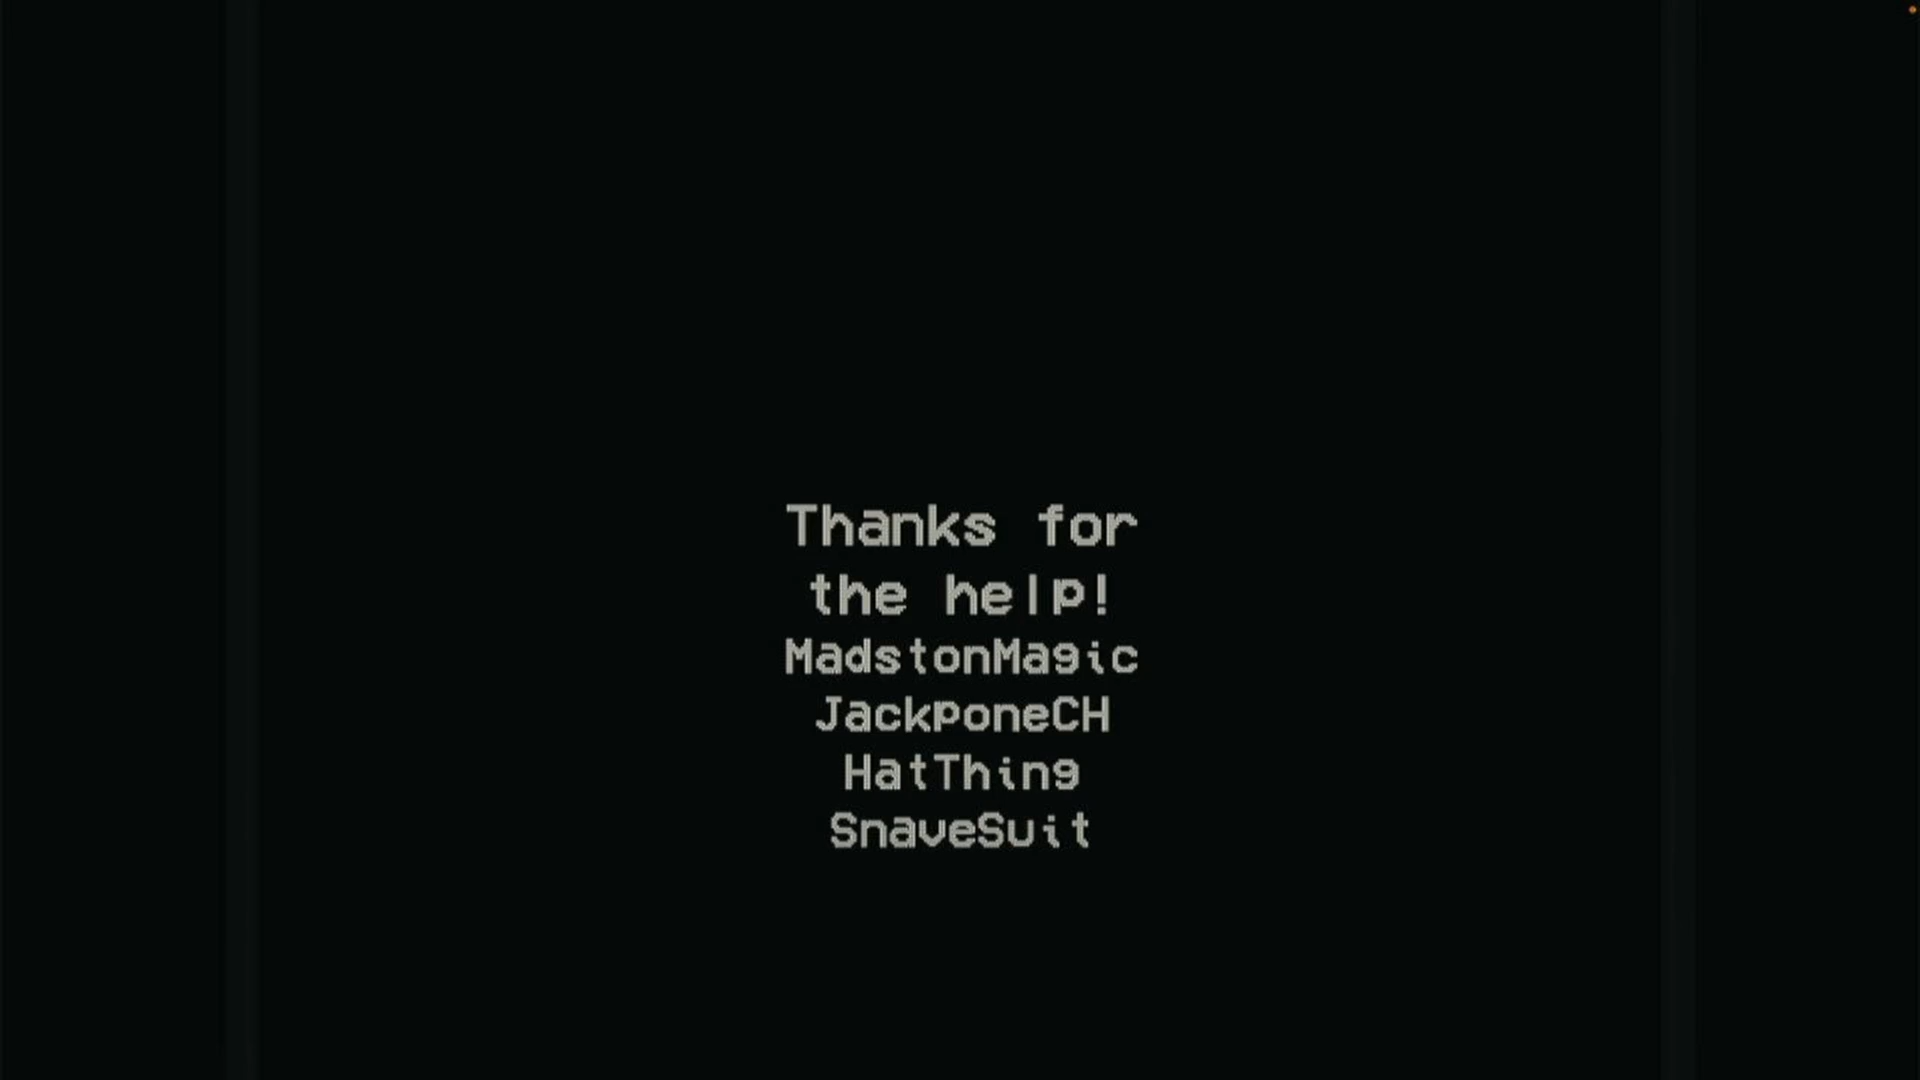 Thanks for
the help!
MadstonMagic
JackponeCH
HatThing
SnaveSuit